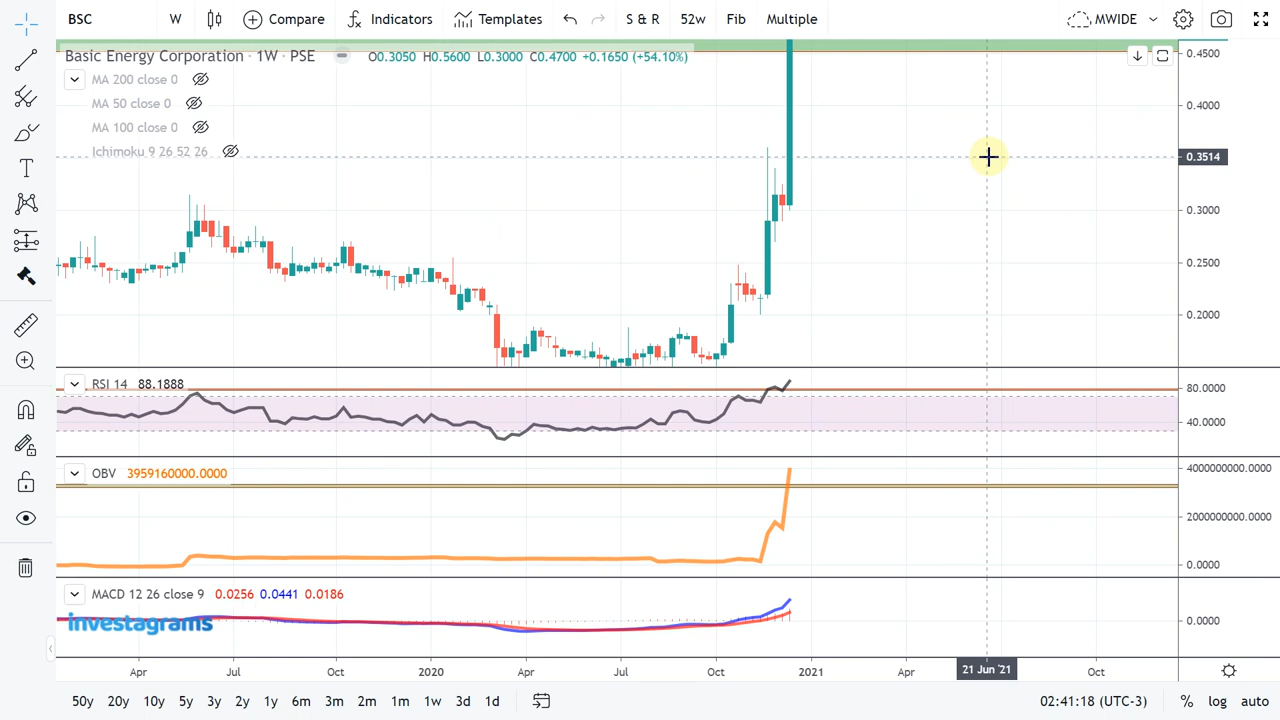 BSC W Compare Indicators Templates S & R 52w Fib Multiple MWIDE
Basic Energy Corporation · 1W · PSE O0.3050 H0.5600 L0.3000 C0.4700 +0.1650 (+54.10%)
MA 200 close 0
MA 50 close 0
MA 100 close 0
Ichimoku 9 26 52 26
0.4500
0.4000
0.3514
0.3000
0.2500
0.2000
RSI 14 88.1888
80.0000
40.0000
OBV 3959160000.0000
4000000000.0000
2000000000.0000
0.0000
MACD 12 26 close 9 0.0256 0.0441 0.0186
investagrams
0.0000
Apr Jul Oct 2020 Apr Jul Oct 2021 Apr 21 Jun '21 Oct
50y 20y 10y 5y 3y 2y 1y 6m 3m 2m 1m 1w 3d 1d 02:41:18 (UTC-3) % log auto